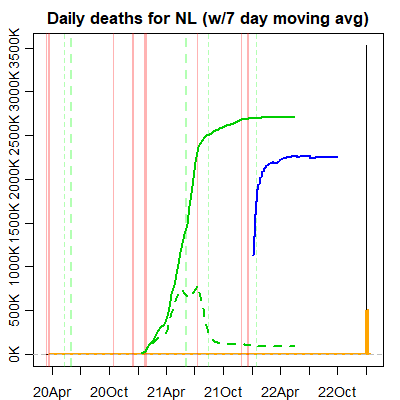 Daily deaths for NL (w/7 day moving avg)
3500K
3000K
2500K
2000K
1500K
1000K
500K
0K
20Apr 20Oct 21Apr 21Oct 22Apr 22Oct